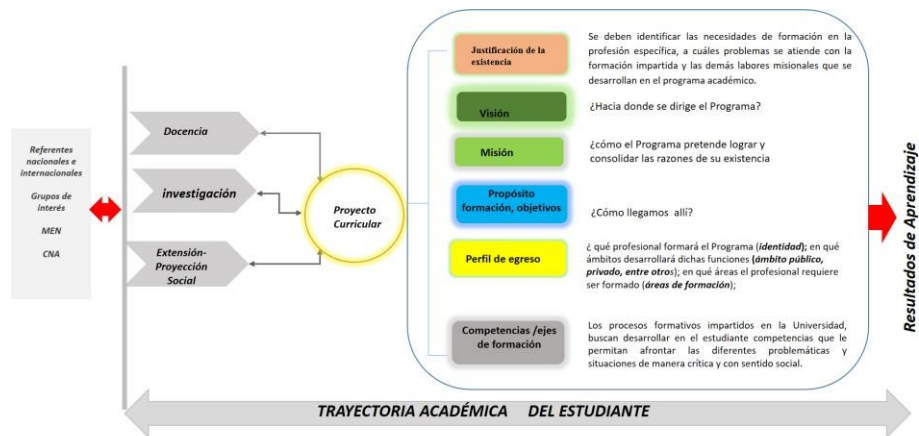 Referentes
nacionales e
internacionales
Grupos de
interés
MEN
CNA
Docencia
investigación
Extensión-
Proyección
Social
Proyecto
Curricular
Justificación de la
existencia
Se deben identificar las necesidades de formación en la
profesión específica, a cuáles problemas se atiende con la
formación impartida y las demás labores misionales que se
desarrollan en el programa académico.
Visión
¿Hacia donde se dirige el Programa?
Misión
¿cómo el Programa pretende lograr y
consolidar las razones de su existencia
Propósito
formación, objetivos
¿Cómo llegamos allí?
Perfil de egreso
¿ qué profesional formará el Programa (identidad); en qué
ámbitos desarrollará dichas funciones (ámbito público,
privado, entre otros); en qué áreas el profesional requiere
ser formado (áreas de formación);
Competencias /ejes
de formación
Los procesos formativos impartidos en la Universidad,
buscan desarrollar en el estudiante competencias que le
permitan afrontar las diferentes problemáticas y
situaciones de manera crítica y con sentido social.
Resultados de Aprendizaje
TRAYECTORIA ACADÉMICA DEL ESTUDIANTE